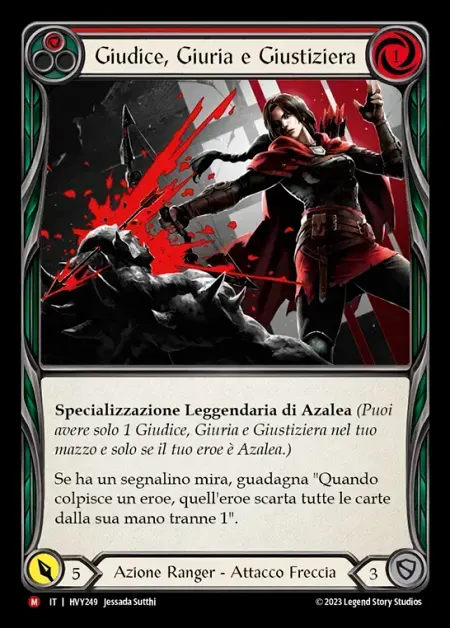 Giudice, Giuria e Giustiziera
1
Specializzazione Leggendaria di Azalea (Puoi
avere solo 1 Giudice, Giuria e Giustiziera nel tuo
mazzo e solo se il tuo eroe è Azalea.)
Se ha un segnalino mira, guadagna "Quando
colpisce un eroe, quell'eroe scarta tutte le carte
dalla sua mano tranne 1".
5
Azione Ranger - Attacco Freccia
3
M | IT | HVY249 Jessada Sutthi
© 2023 Legend Story Studios